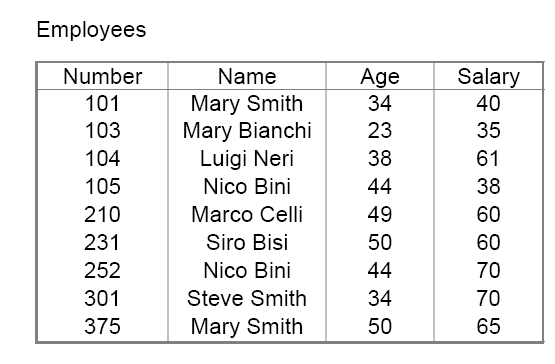 Employees
Number Name Age Salary
101 Mary Smith 34 40
103 Mary Bianchi 23 35
104 Luigi Neri 38 61
105 Nico Bini 44 38
210 Marco Celli 49 60
231 Siro Bisi 50 60
252 Nico Bini 44 70
301 Steve Smith 34 70
375 Mary Smith 50 65